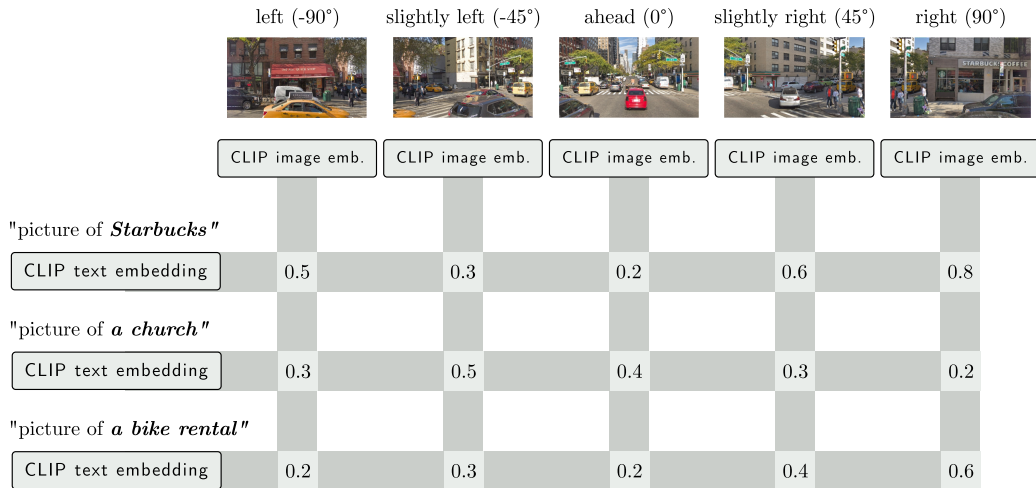 left (-90°) slightly left (-45°) ahead (0°) slightly right (45°) right (90°)
STARBUCKS COFFEE
CLIP image emb. CLIP image emb. CLIP image emb. CLIP image emb. CLIP image emb.
"picture of Starbucks"
CLIP text embedding 0.5 0.3 0.2 0.6 0.8
"picture of a church"
CLIP text embedding 0.3 0.5 0.4 0.3 0.2
"picture of a bike rental"
CLIP text embedding 0.2 0.3 0.2 0.4 0.6